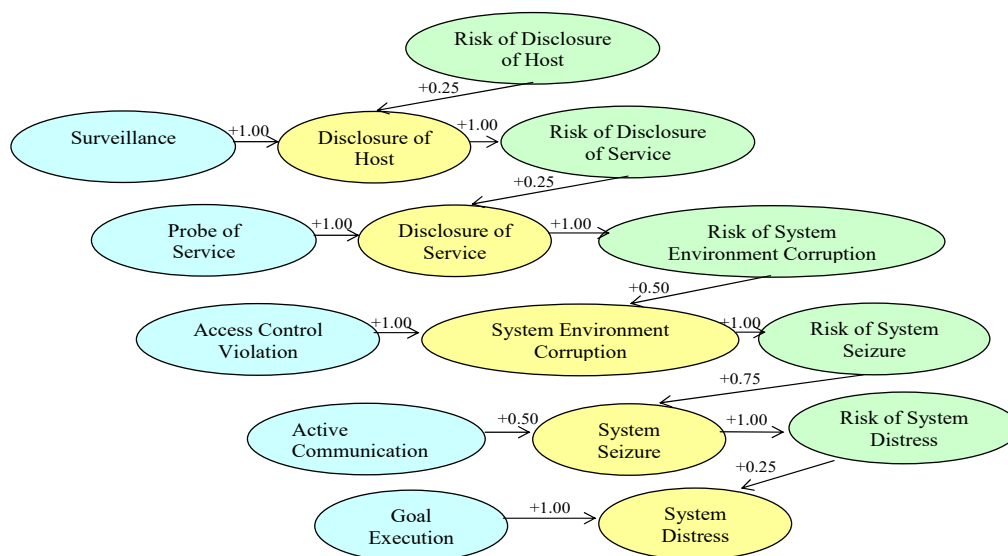 Risk of Disclosure
of Host
+0.25
Surveillance
+1.00
Disclosure of
Host
+1.00
Risk of Disclosure
of Service
+0.25
Probe of
Service
+1.00
Disclosure of
Service
+1.00
Risk of System
Environment Corruption
+0.50
Access Control
Violation
+1.00
System Environment
Corruption
+1.00
Risk of System
Seizure
+0.75
Active
Communication
+0.50
System
Seizure
+1.00
Risk of System
Distress
+0.25
Goal
Execution
+1.00
System
Distress